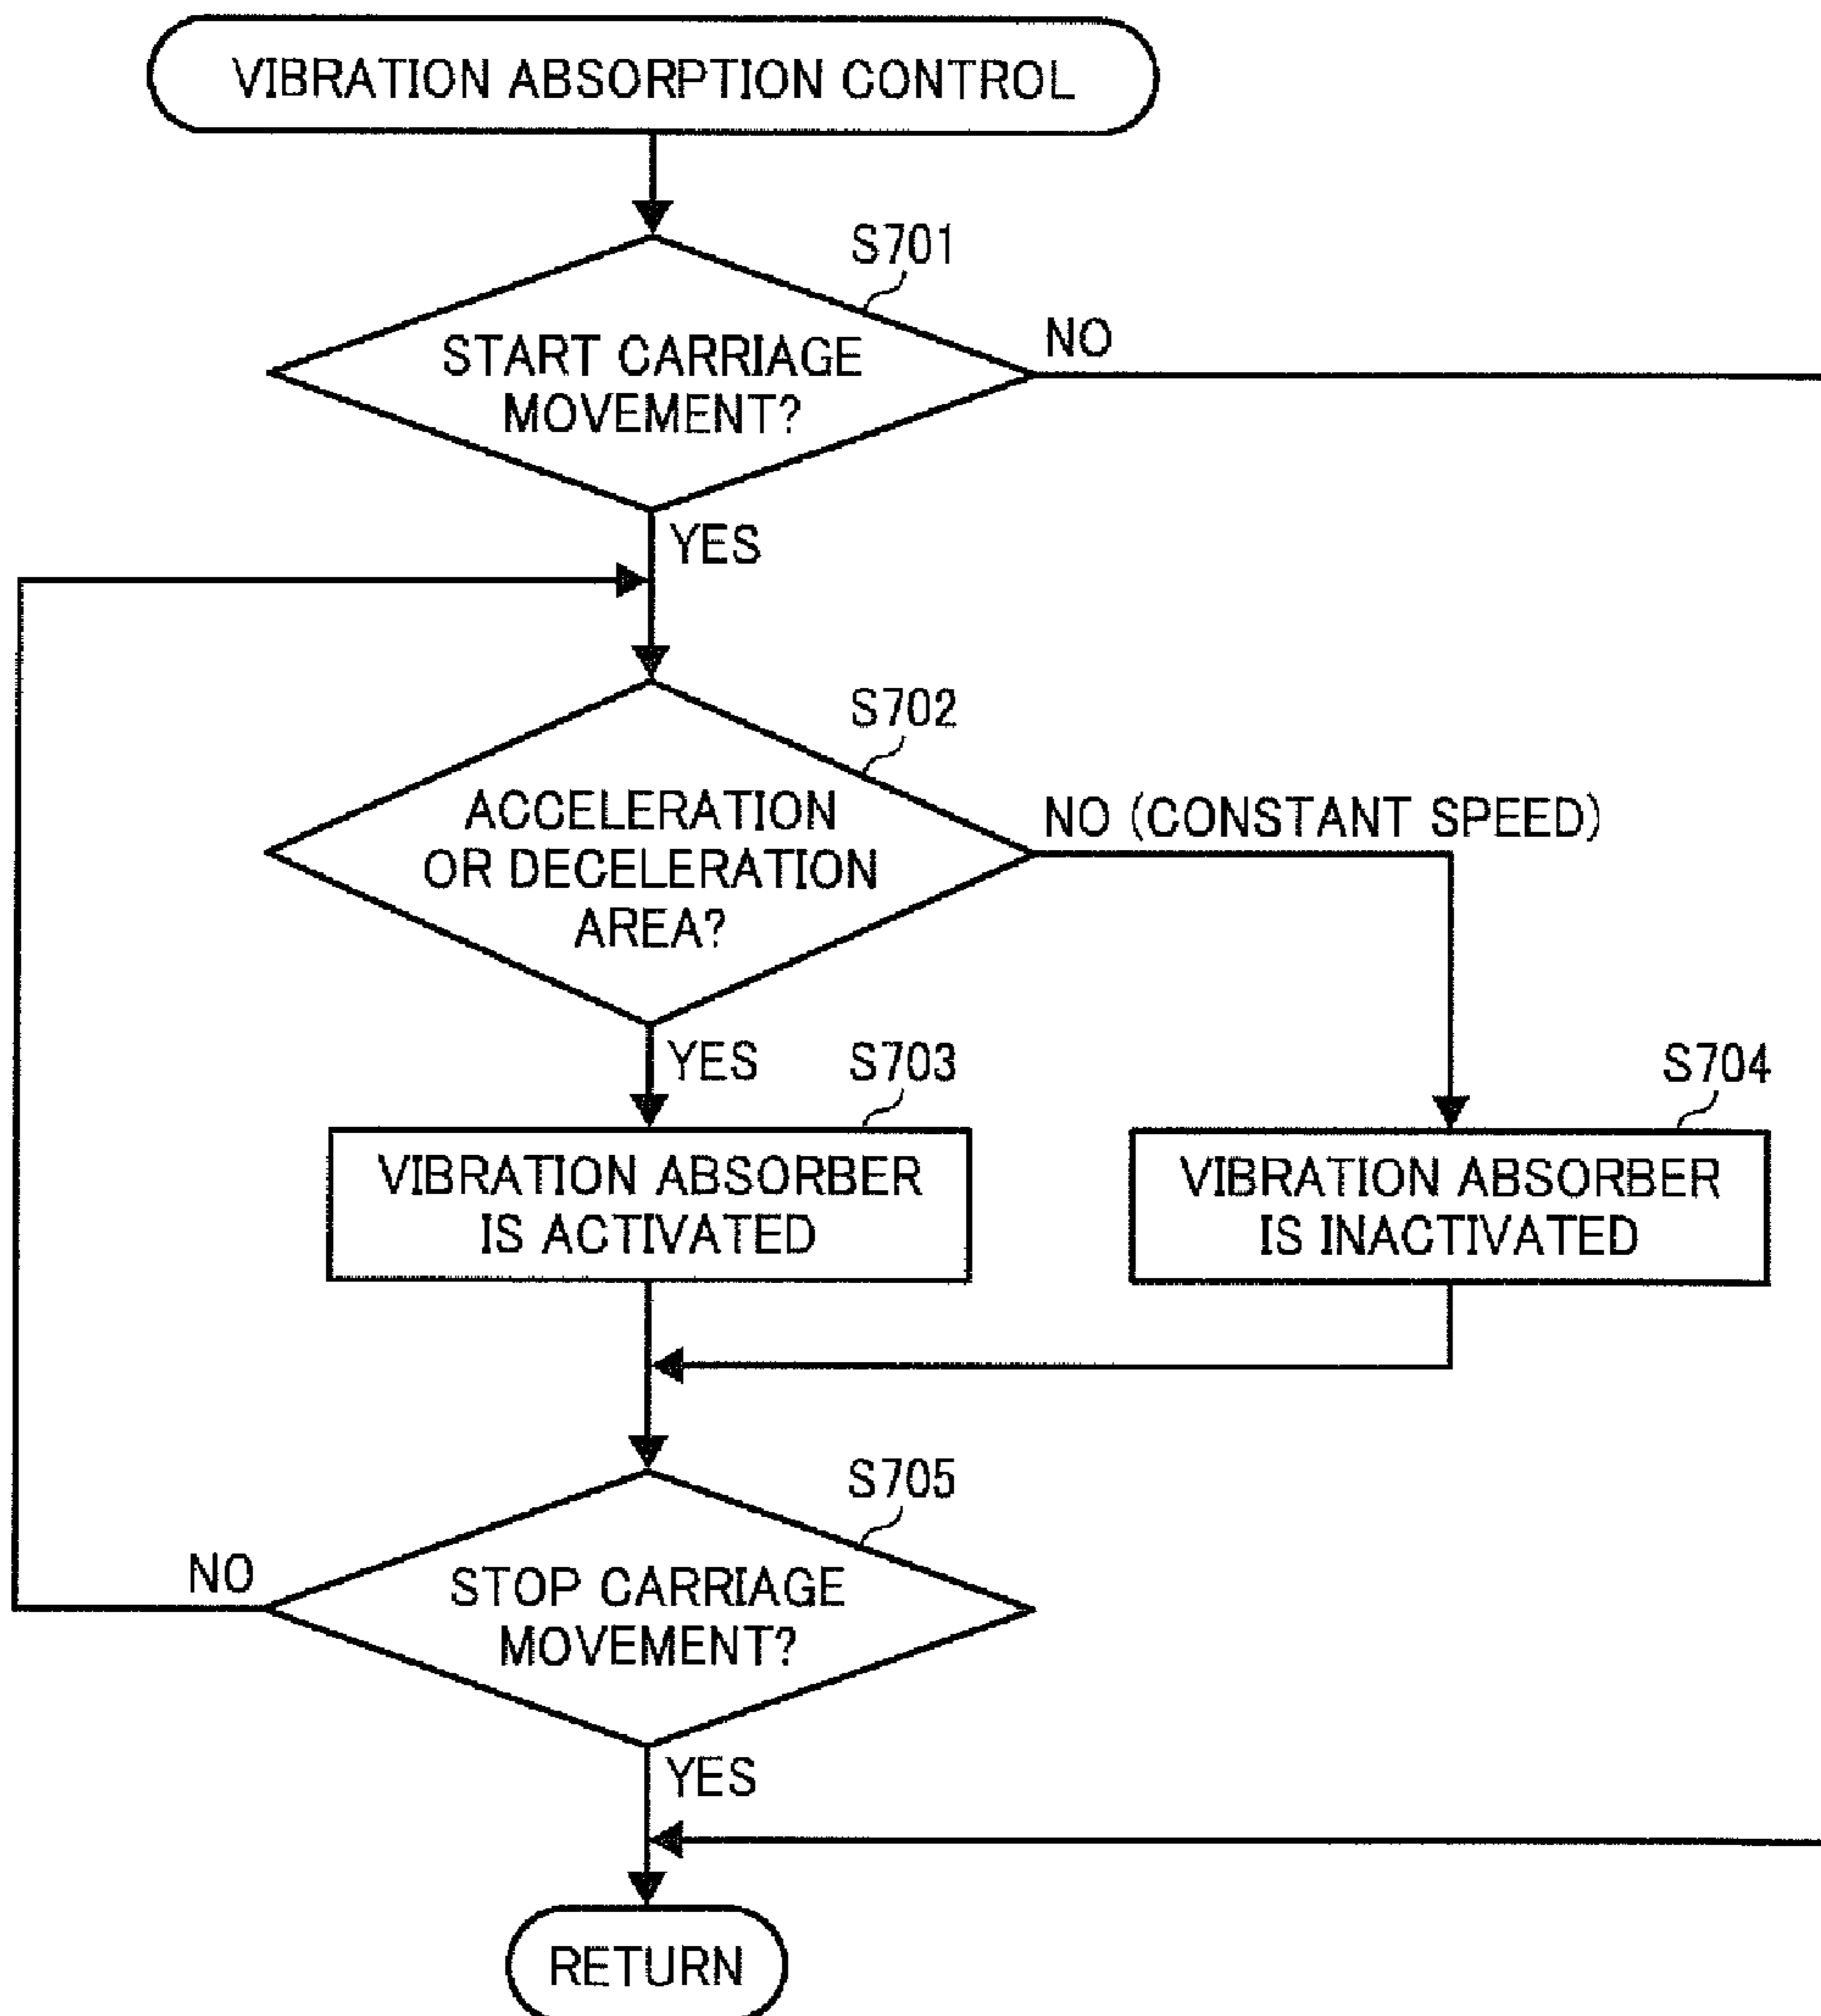 VIBRATION ABSORPTION CONTROL
S701
START CARRIAGE
MOVEMENT?
NO
YES
S702
ACCELERATION
OR DECELERATION
AREA?
NO (CONSTANT SPEED)
YES
S703
VIBRATION ABSORBER
IS ACTIVATED
S704
VIBRATION ABSORBER
IS INACTIVATED
S705
STOP CARRIAGE
MOVEMENT?
NO
YES
RETURN